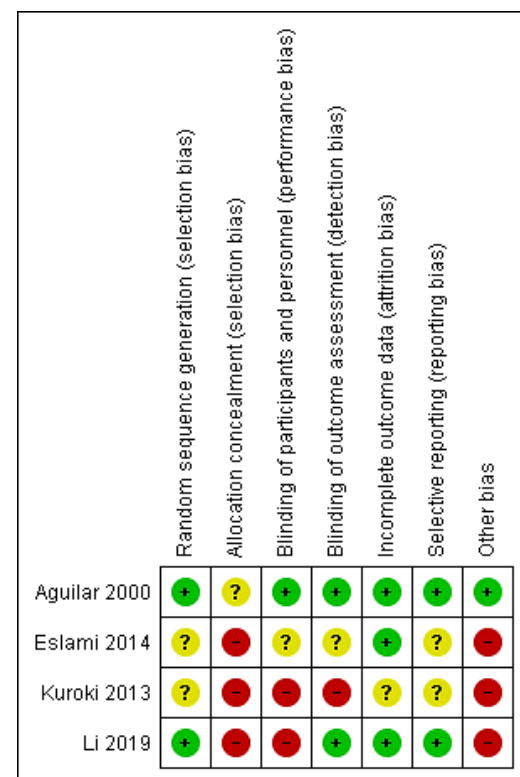 Random sequence generation (selection bias)
Allocation concealment (selection bias)
Blinding of participants and personnel (performance bias)
Blinding of outcome assessment (detection bias)
Incomplete outcome data (attrition bias)
Selective reporting (reporting bias)
Other bias
Aguilar 2000 + ? + + + + +
Eslami 2014 ? - ? ? + ? -
Kuroki 2013 ? - - - ? ? -
Li 2019 + - - + + + -